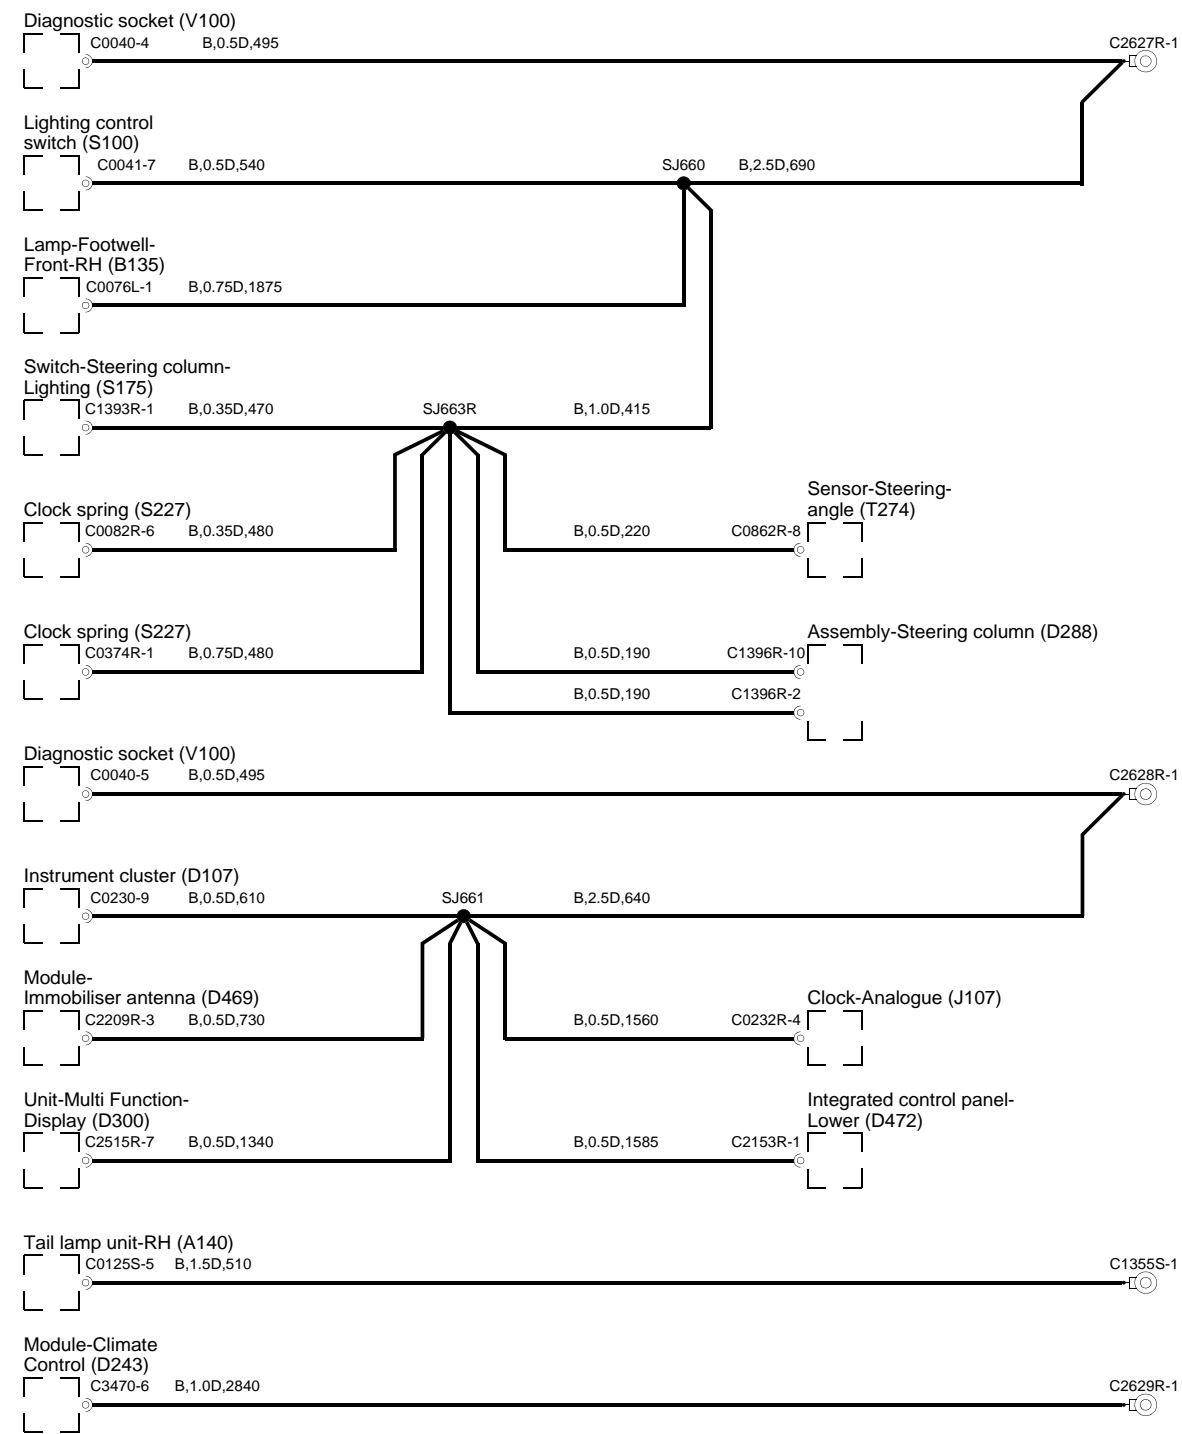 Diagnostic socket (V100)
C0040-4 B,0.5D,495 C2627R-1
Lighting control
switch (S100)
C0041-7 B,0.5D,540 SJ660 B,2.5D,690
Lamp-Footwell-
Front-RH (B135)
C0076L-1 B,0.75D,1875
Switch-Steering column-
Lighting (S175)
C1393R-1 B,0.35D,470 SJ663R B,1.0D,415
Sensor-Steering-
angle (T274)
Clock spring (S227)
C0082R-6 B,0.35D,480 B,0.5D,220 C0862R-8
Clock spring (S227) Assembly-Steering column (D288)
C0374R-1 B,0.75D,480 B,0.5D,190 C1396R-10
B,0.5D,190 C1396R-2
Diagnostic socket (V100)
C0040-5 B,0.5D,495 C2628R-1
Instrument cluster (D107)
C0230-9 B,0.5D,610 SJ661 B,2.5D,640
Module-
Immobiliser antenna (D469) Clock-Analogue (J107)
C2209R-3 B,0.5D,730 B,0.5D,1560 C0232R-4
Unit-Multi Function- Integrated control panel-
Display (D300) Lower (D472)
C2515R-7 B,0.5D,1340 B,0.5D,1585 C2153R-1
Tail lamp unit-RH (A140)
C0125S-5 B,1.5D,510 C1355S-1
Module-Climate
Control (D243)
C3470-6 B,1.0D,2840 C2629R-1